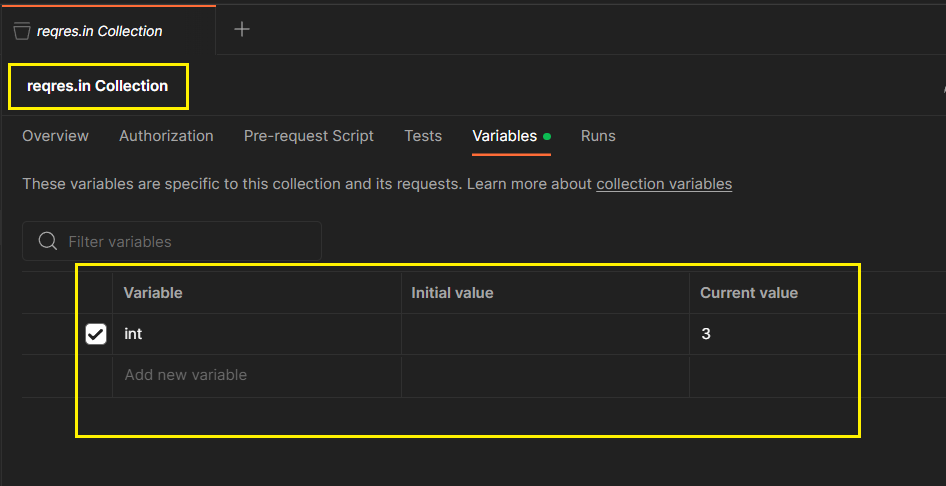 reqres.in Collection
reqres.in Collection
Overview Authorization Pre-request Script Tests Variables Runs
These variables are specific to this collection and its requests. Learn more about collection variables
Filter variables
Variable Initial value Current value
int 3
Add new variable